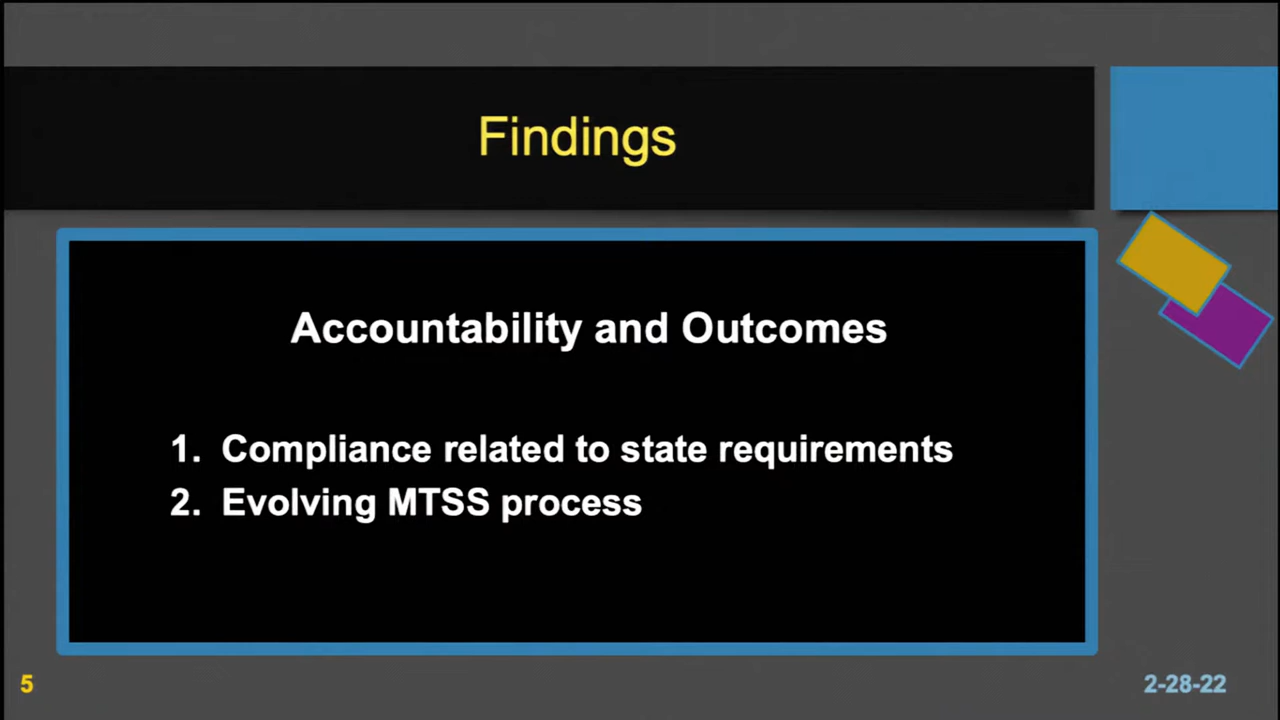 Findings
Accountability and Outcomes
1. Compliance related to state requirements
2. Evolving MTSS process
5
2-28-22